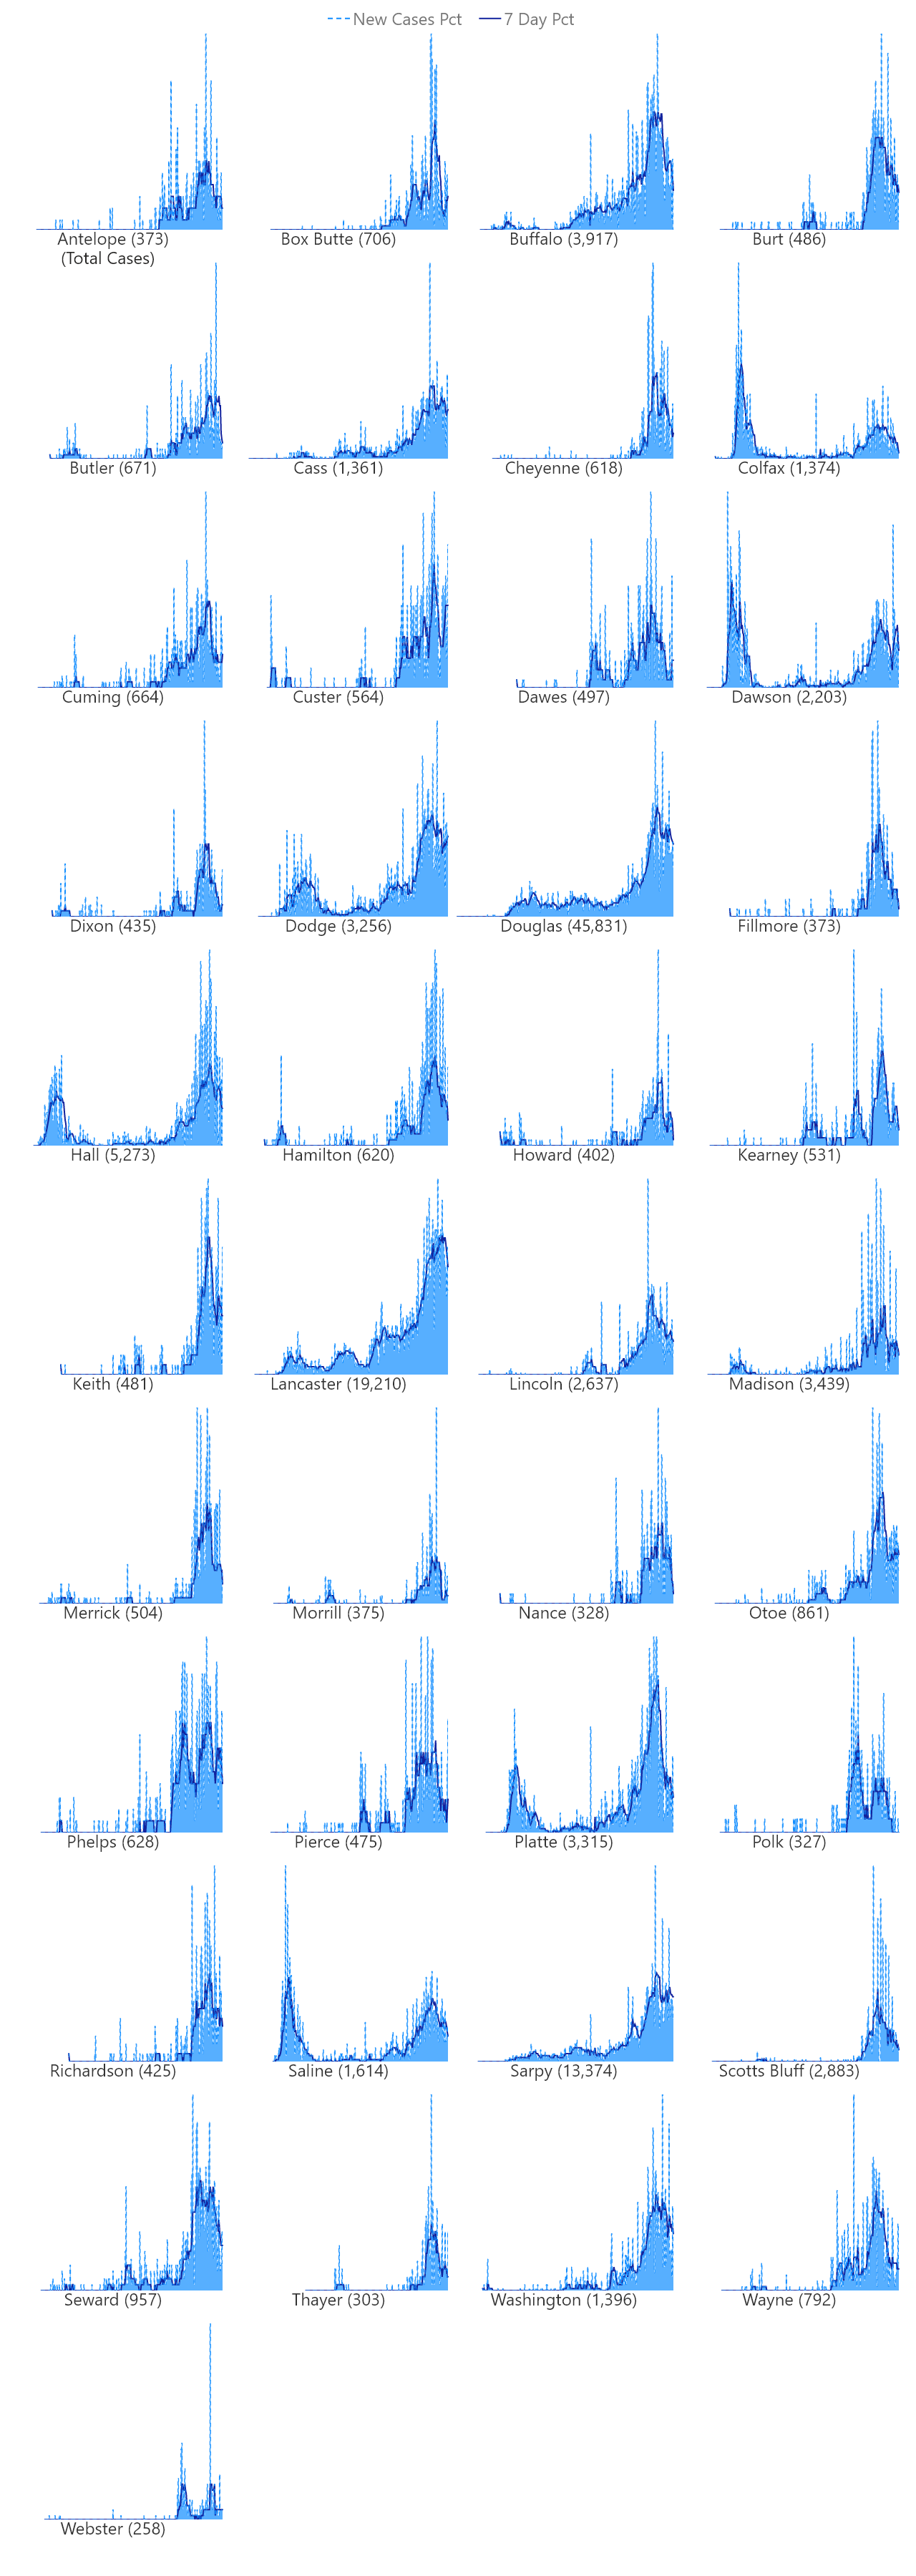 New Cases Pct 7 Day Pct
Antelope (373) Box Butte (706) Buffalo (3,917) Burt (486)
(Total Cases)
Butler (671) Cass (1,361) Cheyenne (618) Colfax (1,374)
Cuming (664) Custer (564) Dawes (497) Dawson (2,203)
Dixon (435) Dodge (3,256) Douglas (45,831) Fillmore (373)
Hall (5,273) Hamilton (620) Howard (402) Kearney (531)
Keith (481) Lancaster (19,210) Lincoln (2,637) Madison (3,439)
Merrick (504) Morrill (375) Nance (328) Otoe (861)
Phelps (628) Pierce (475) Platte (3,315) Polk (327)
Richardson (425) Saline (1,614) Sarpy (13,374) Scotts Bluff (2,883)
Seward (957) Thayer (303) Washington (1,396) Wayne (792)
Webster (258)